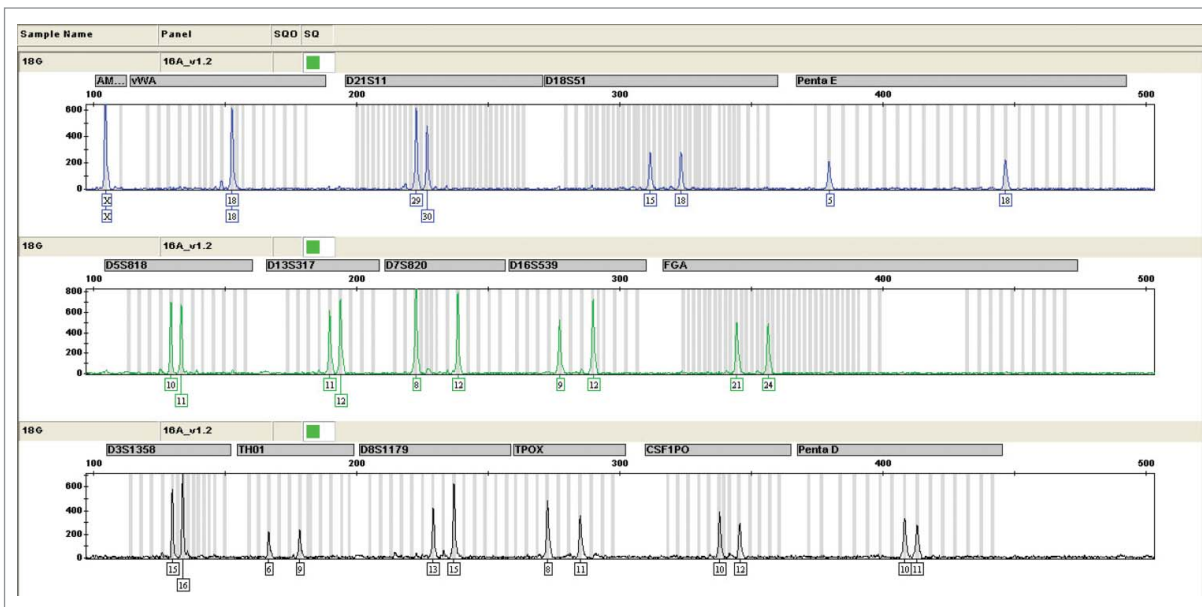 Sample Name Panel SQO SQ
18G 16A_v1.2
AM... vWA D21S11 D18S51 Penta E
100 200 300 400 500
600
400
200
0
X 18 29 30 15 18 5 18
X 18
18G 16A_v1.2
D5S818 D13S317 D7S820 D16S539 FGA
100 200 300 400 500
800
600
400
200
0
10 11 8 12 9 12 21 24
11 12
18G 16A_v1.2
D3S1358 TH01 D8S1179 TPOX CSF1PO Penta D
100 200 300 400 500
600
400
200
0
15 6 9 13 15 8 11 10 12 10 11
16